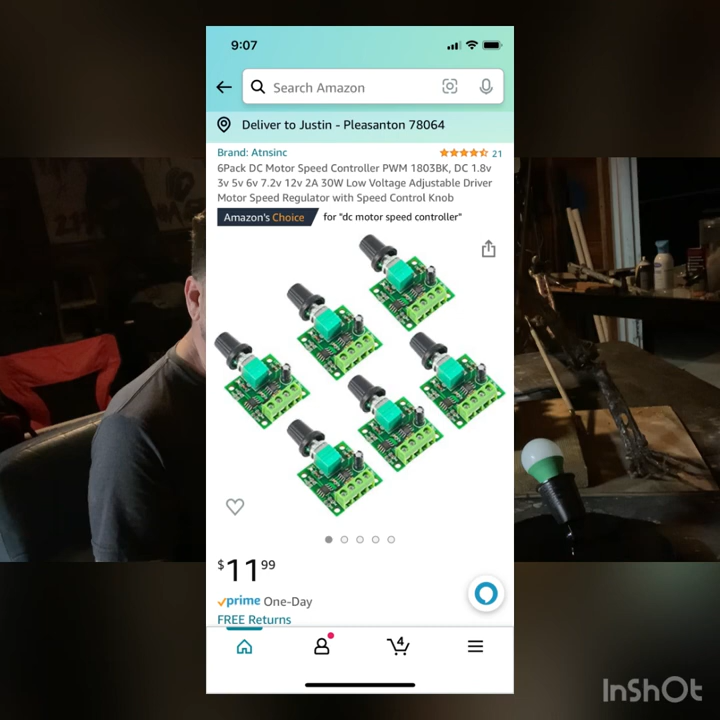 9:07
Search Amazon
Deliver to Justin - Pleasanton 78064
Brand: Atnsinc
21
6Pack DC Motor Speed Controller PWM 1803BK, DC 1.8v
3v 5v 6v 7.2v 12v 2A 30W Low Voltage Adjustable Driver
Motor Speed Regulator with Speed Control Knob
Amazon's Choice for "dc motor speed controller"
$11 99
prime One-Day
FREE Returns
4
InShOt